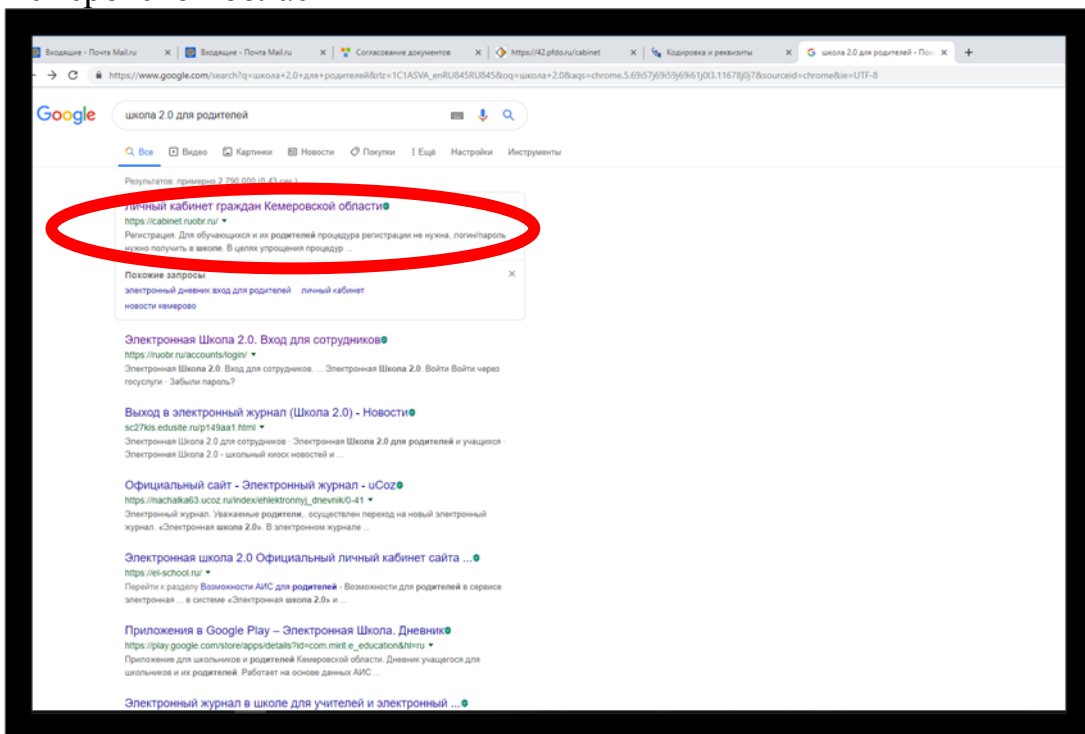 Входящие - Почта Mail.ru
Входящие - Почта Mail.ru
Согласование документов
https://42.pfdo.ru/cabinet
Кодировка и реквизиты
школа 2.0 для родителей - Пои
https://www.google.com/search?q=школа+2.0+для+родителей&rlz=1C1ASVA_enRU845RU845&oq=школа+2.0&aqs=chrome.5.69i57j69i59j69i61j0l3.11678j0j7&sourceid=chrome&ie=UTF-8
Google
школа 2.0 для родителей
Все Видео Картинки Новости Покупки Ещё Настройки Инструменты
Результатов: примерно 2 790 000 (0,43 сек.)
Личный кабинет граждан Кемеровской области
https://cabinet.ruobr.ru/
Регистрация. Для обучающихся и их родителей процедура регистрации не нужна, логин/пароль
нужно получить в школе. В целях упрощения процедур ...
Похожие запросы
электронный дневник вход для родителей личный кабинет
новости кемерово
Электронная Школа 2.0. Вход для сотрудников
https://ruobr.ru/accounts/login/
Электронная Школа 2.0. Вход для сотрудников. ... Электронная Школа 2.0. Войти Войти через
госуслуги · Забыли пароль?
Выход в электронный журнал (Школа 2.0) - Новости
sc27kis.edusite.ru/p149aa1.html
Электронная Школа 2.0 для сотрудников · Электронная Школа 2.0 для родителей и учащихся ·
Электронная Школа 2.0 - школьный киоск новостей и ...
Официальный сайт - Электронный журнал - uCoz
https://nachalka63.ucoz.ru/index/ehlektronnyj_dnevnik/0-41
Электронный журнал. Уважаемые родители,. осуществлен переход на новый электронный
журнал. «Электронная школа 2.0». В электронном журнале ...
Электронная школа 2.0 Официальный личный кабинет сайта ...
https://el-school.ru/
Перейти к разделу Возможности АИС для родителей - Возможности для родителей в сервисе
электронная ... в системе «Электронная школа 2.0» и ...
Приложения в Google Play – Электронная Школа. Дневник
https://play.google.com/store/apps/details?id=com.mirit.e_education&hl=ru
Приложение для школьников и родителей Кемеровской области. Дневник учащегося для
школьников и их родителей. Работает на основе данных АИС ...
Электронный журнал в школе для учителей и электронный ...